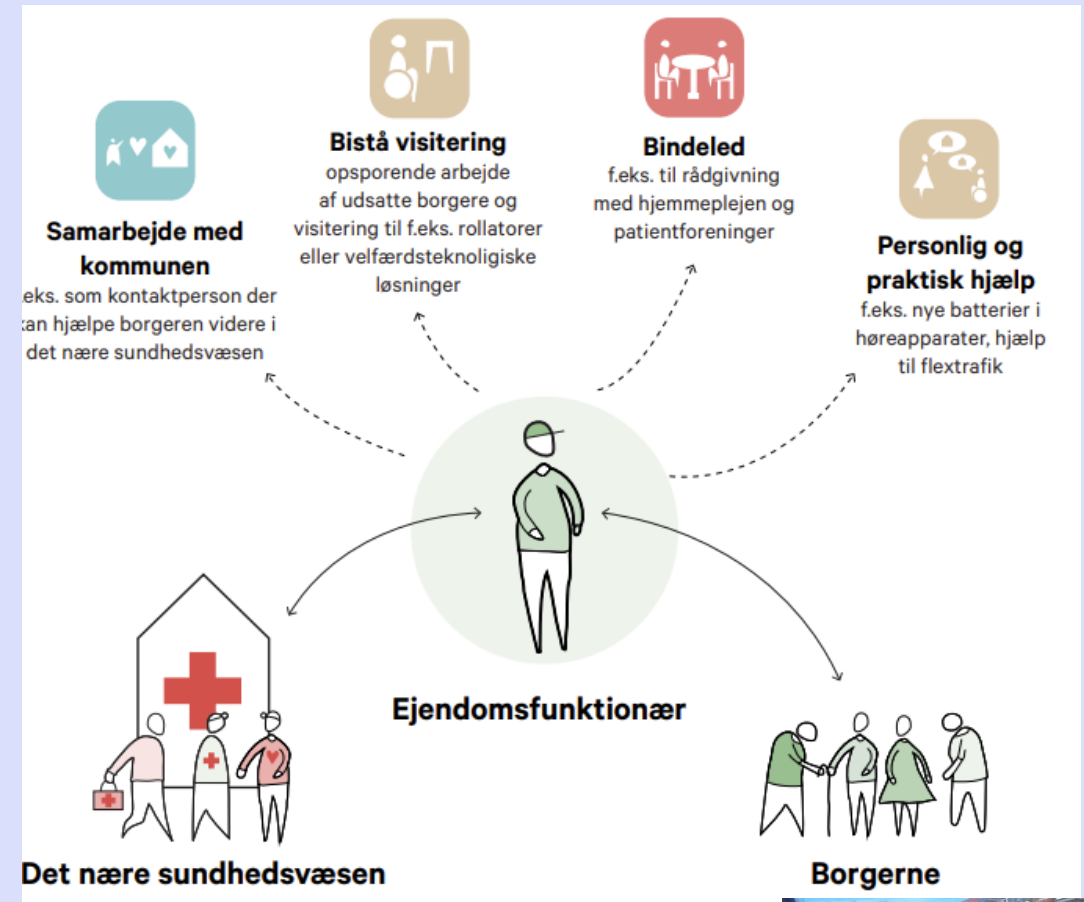 Samarbejde med
kommunen
.eks. som kontaktperson der
kan hjælpe borgeren videre i
det nære sundhedsvæsen
Bistå visitering
opsporende arbejde
af udsatte borgere og
visitering til f.eks. rollatorer
eller velfærdsteknoligiske
løsninger
Bindeled
f.eks. til rådgivning
med hjemmeplejen og
patientforeninger
Personlig og
praktisk hjælp
f.eks. nye batterier i
høreapparater, hjælp
til flextrafik
Ejendomsfunktionær
Det nære sundhedsvæsen
Borgerne